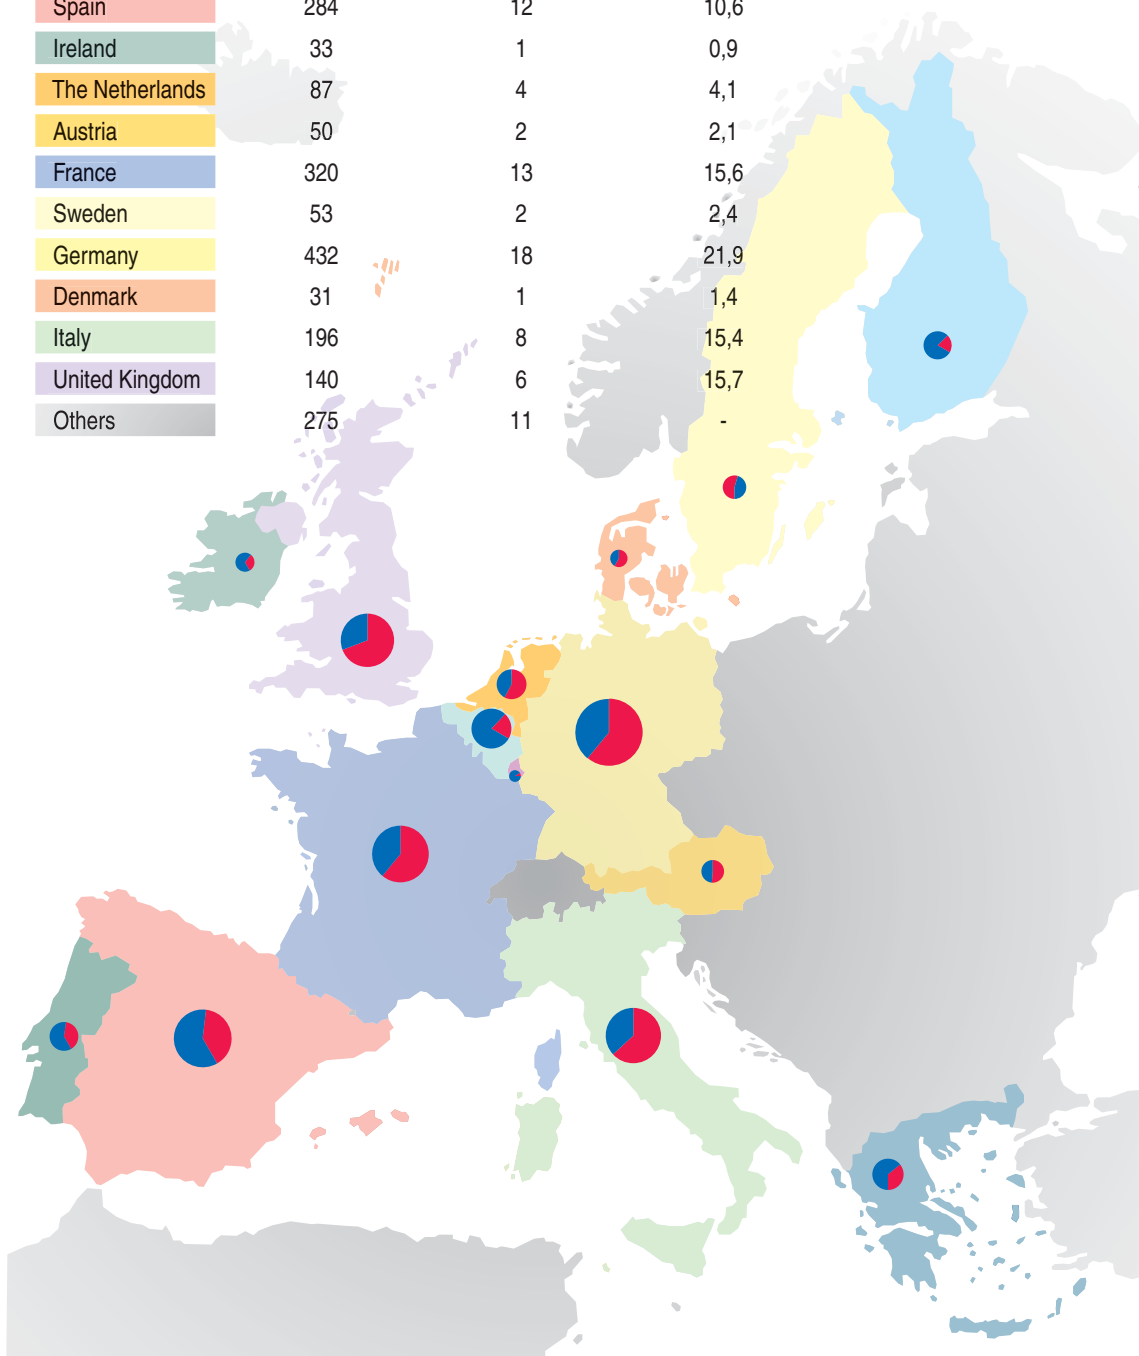 Spain 284 12 10,6
Ireland 33 1 0,9
The Netherlands 87 4 4,1
Austria 50 2 2,1
France 320 13 15,6
Sweden 53 2 2,4
Germany 432 18 21,9
Denmark 31 1 1,4
Italy 196 8 15,4
United Kingdom 140 6 15,7
Others 275 11 -